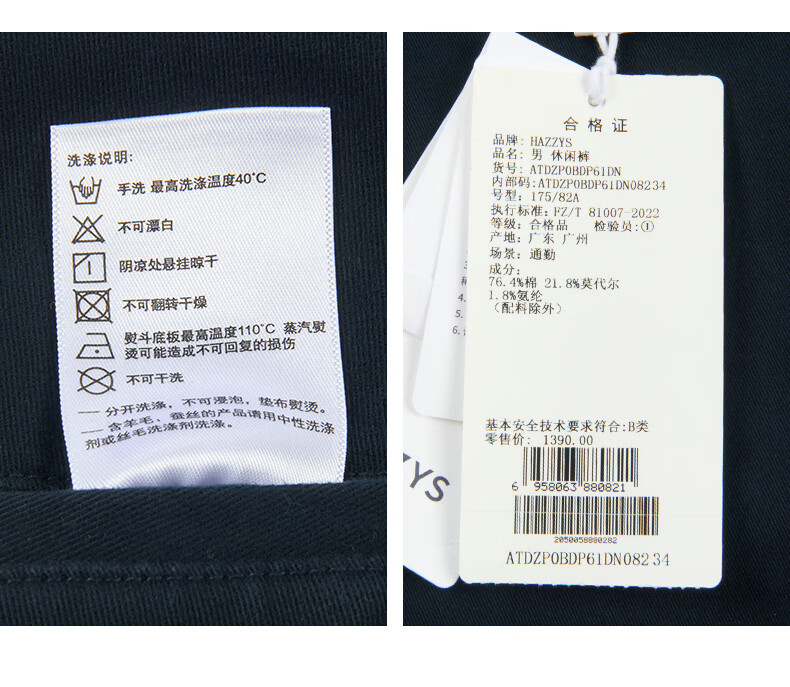 洗涤说明:
手洗 最高洗涤温度40°C
不可漂白
阴凉处悬挂晾干
不可翻转干燥
熨斗底板最高温度110°C 蒸汽熨
烫可能造成不可回复的损伤
不可干洗
—— 分开洗涤，不可浸泡，垫布熨烫。
—— 含羊毛、蚕丝的产品请用中性洗涤
剂或丝毛洗涤剂洗涤。
合格证
品牌: HAZZYS
品名: 男 休闲裤
货号: ATDZP0BDP61DN
内部码:ATDZP0BDP61DN08234
号型: 175/82A
执行标准:FZ/T 81007-2022
等级: 合格品 检验员:①
产地: 广东 广州
场景: 通勤
成分:
76.4%棉 21.8%莫代尔
1.8%氨纶
（配料除外）
4.
5.
6.
基本安全技术要求符合:B类
零售价: 1390.00
6 958063 880821
2050058880282
ATDZP0BDP61DN08234
ZYS